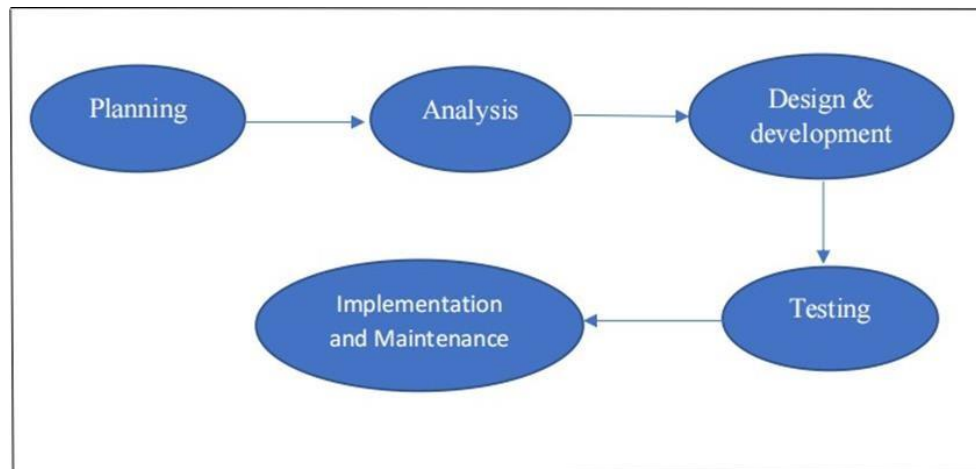 Planning
Analysis
Design &
development
Testing
Implementation
and Maintenance